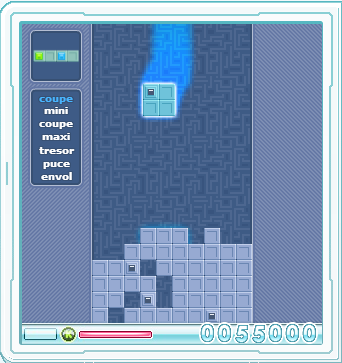 coupe
mini
coupe
maxi
tresor
puce
envol
0055000